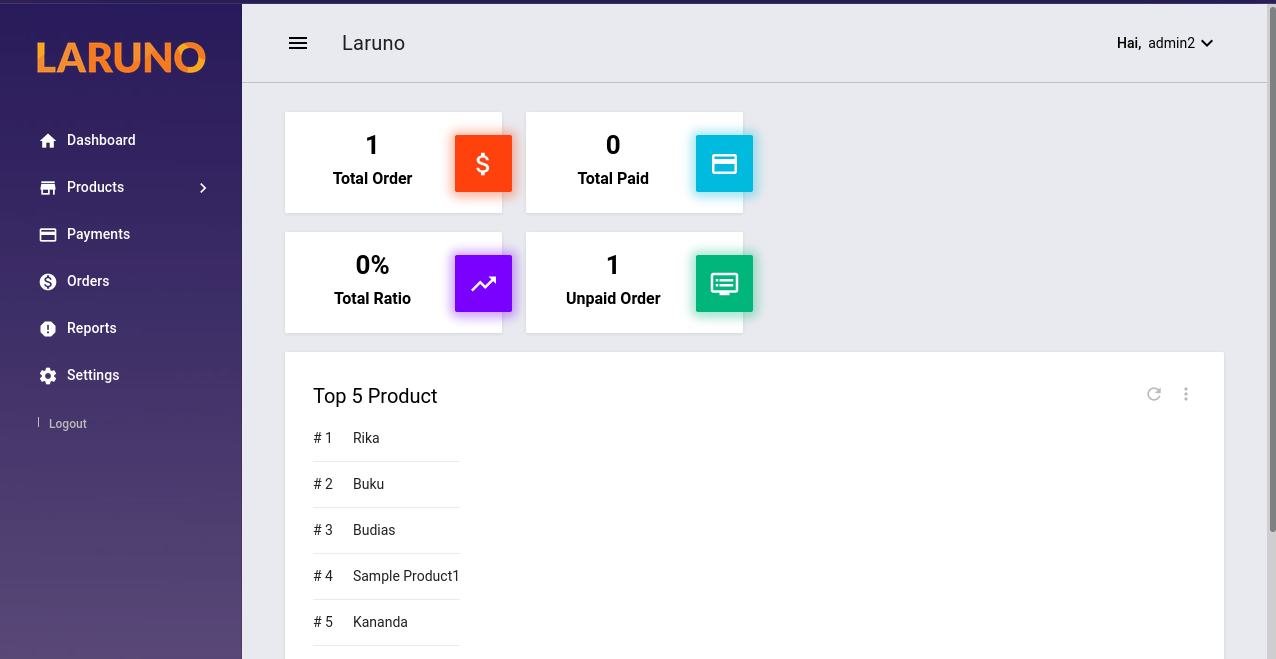 LARUNO
Laruno
Hai, admin2
Dashboard
Products
Payments
Orders
Reports
Settings
Logout
1
Total Order
0
Total Paid
0%
Total Ratio
1
Unpaid Order
Top 5 Product
# 1 Rika
# 2 Buku
# 3 Budias
# 4 Sample Product1
# 5 Kananda